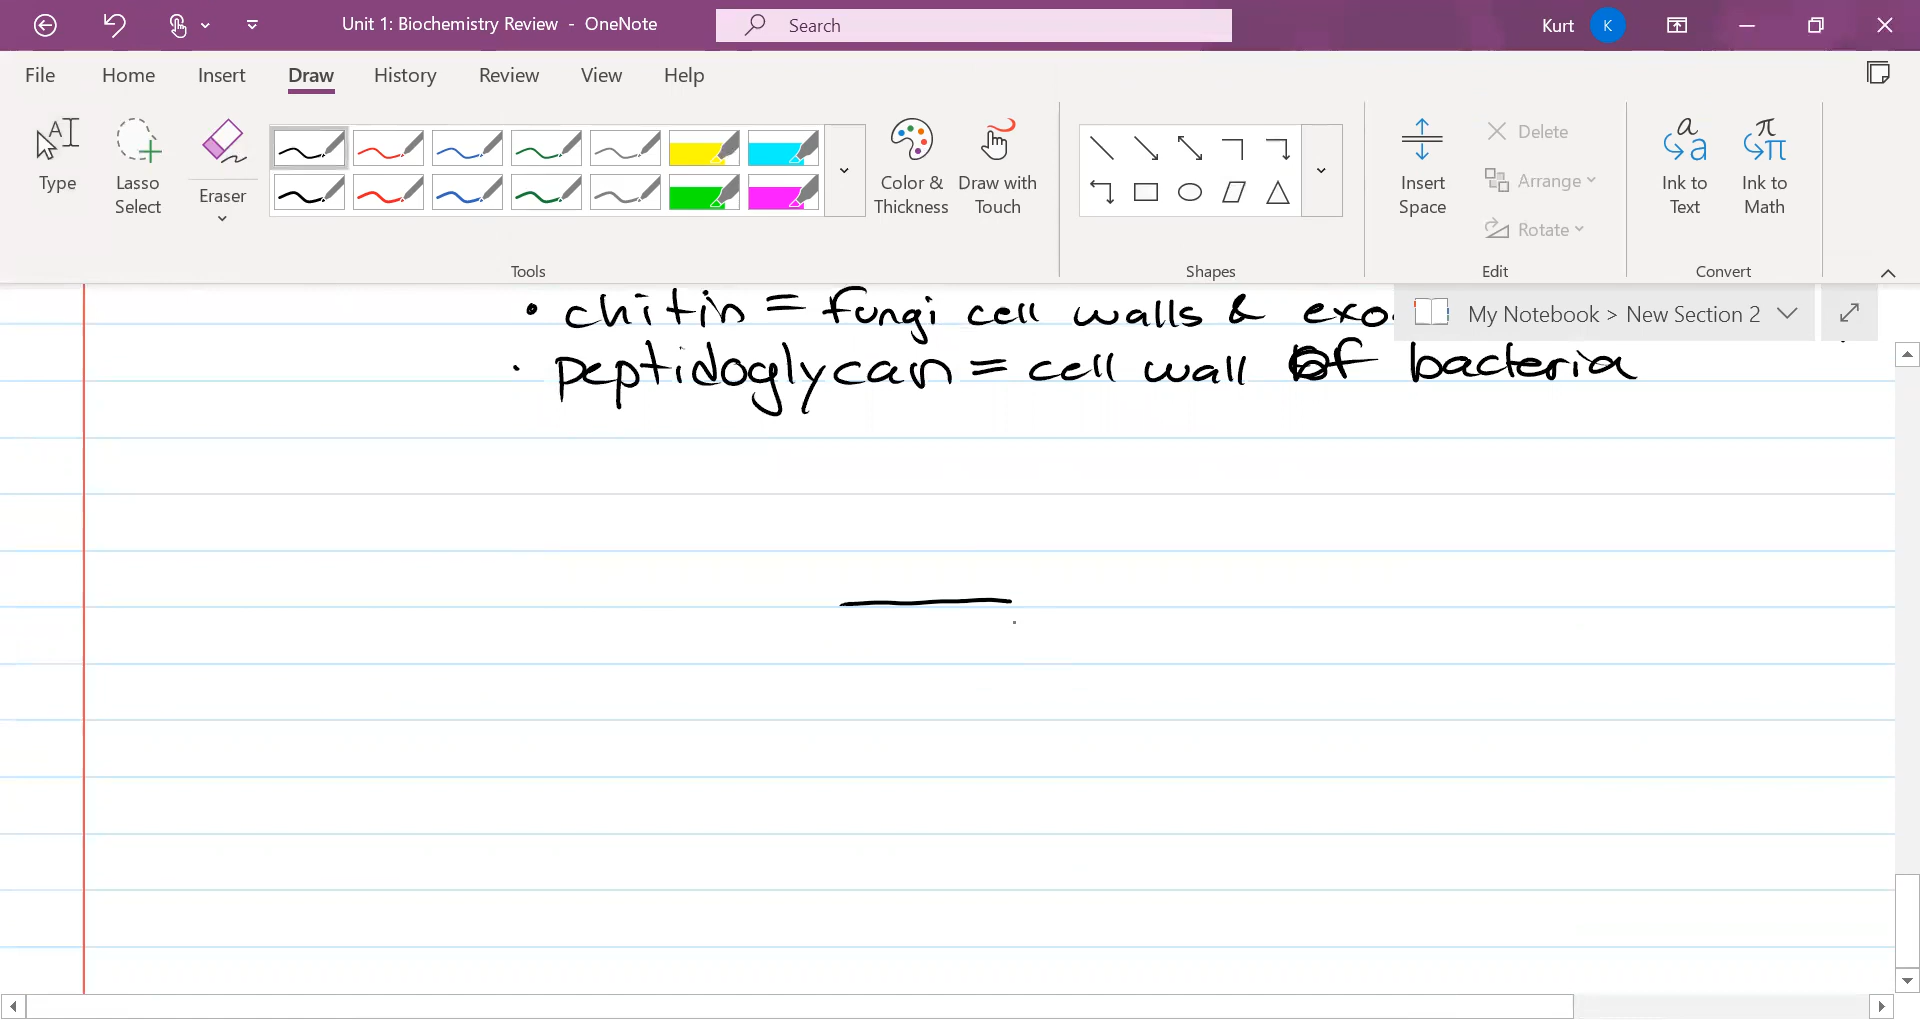 Unit 1: Biochemistry Review - OneNote
Search
Kurt
K
File Home Insert Draw History Review View Help
Type
Lasso Select
Eraser
Color & Thickness
Draw with Touch
Insert Space
Delete
Arrange
Rotate
a
a
Ink to Text
π
π
Ink to Math
Tools
Shapes
Edit
Convert
My Notebook > New Section 2
• chitin = fungi cell walls & exo
• peptidoglycan = cell wall of bacteria